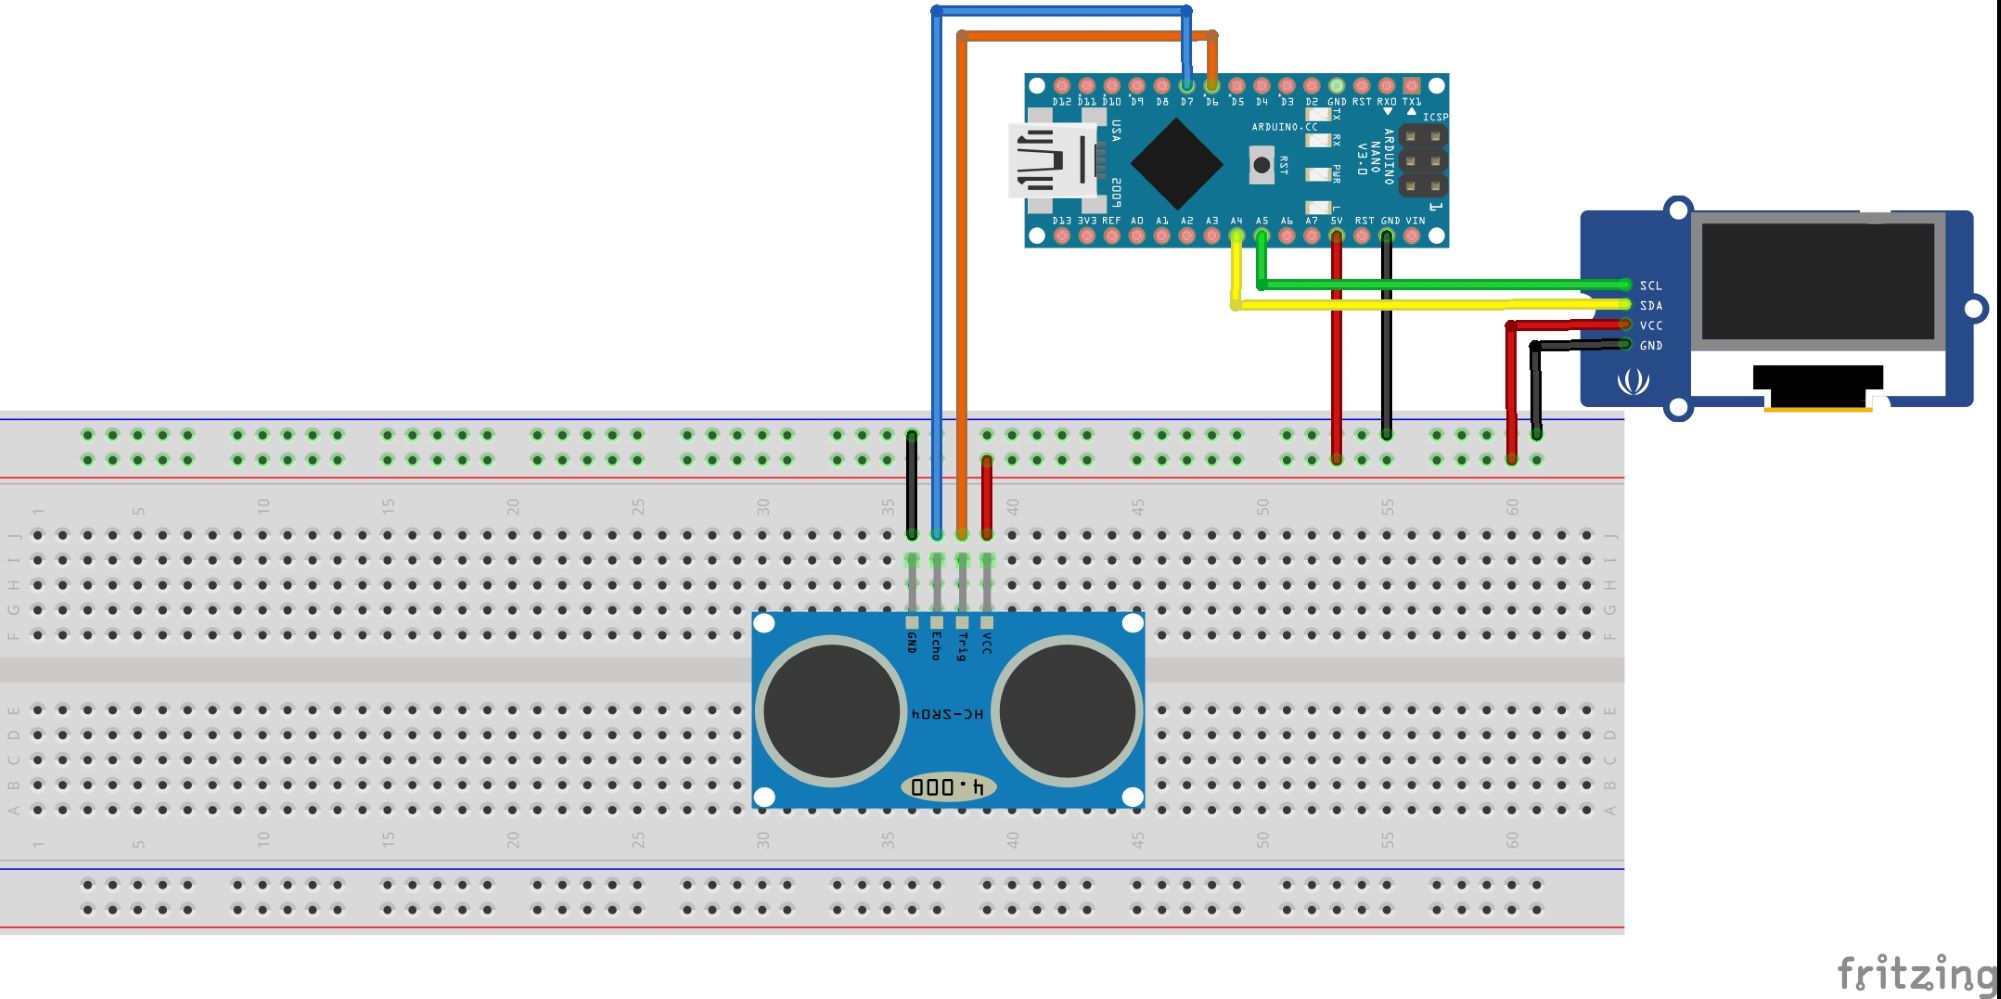 D12 D11 D10 D9 D8 D7 D6 D5 D4 D3 D2 GND RST RX0 TX1
ICSP
ARDUINO.CC
TX
RX
PWR
L
USA
2009
RST
ARDUINO
NANO
V3.0
1
D13 3V3 REF A0 A1 A2 A3 A4 A5 A6 A7 5V RST GND VIN
SCL
SDA
VCC
GND
1 5 10 15 20 25 30 35 40 45 50 55 60
J J
I I
H H
G G
F F
GND Echo Trig VCC
HC-SR04
4.000
E E
D D
C C
B B
A A
1 5 10 15 20 25 30 35 40 45 50 55 60
fritzing